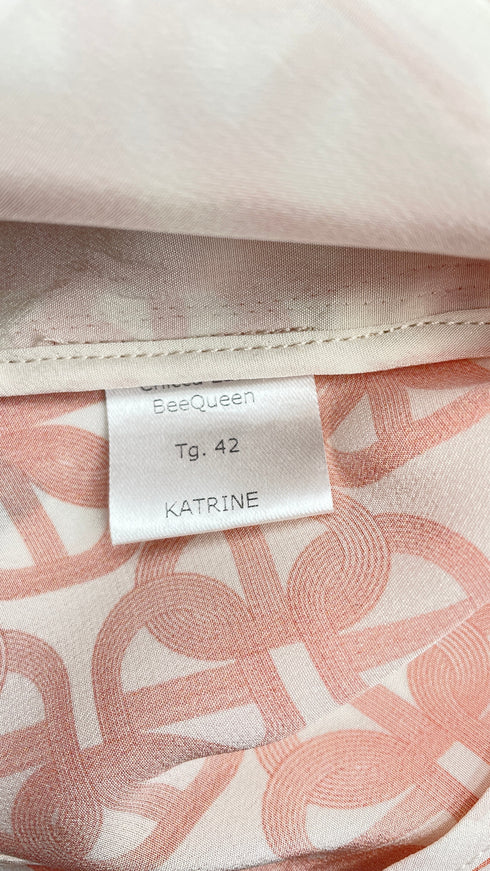 BeeQueen
Tg. 42
KATRINE